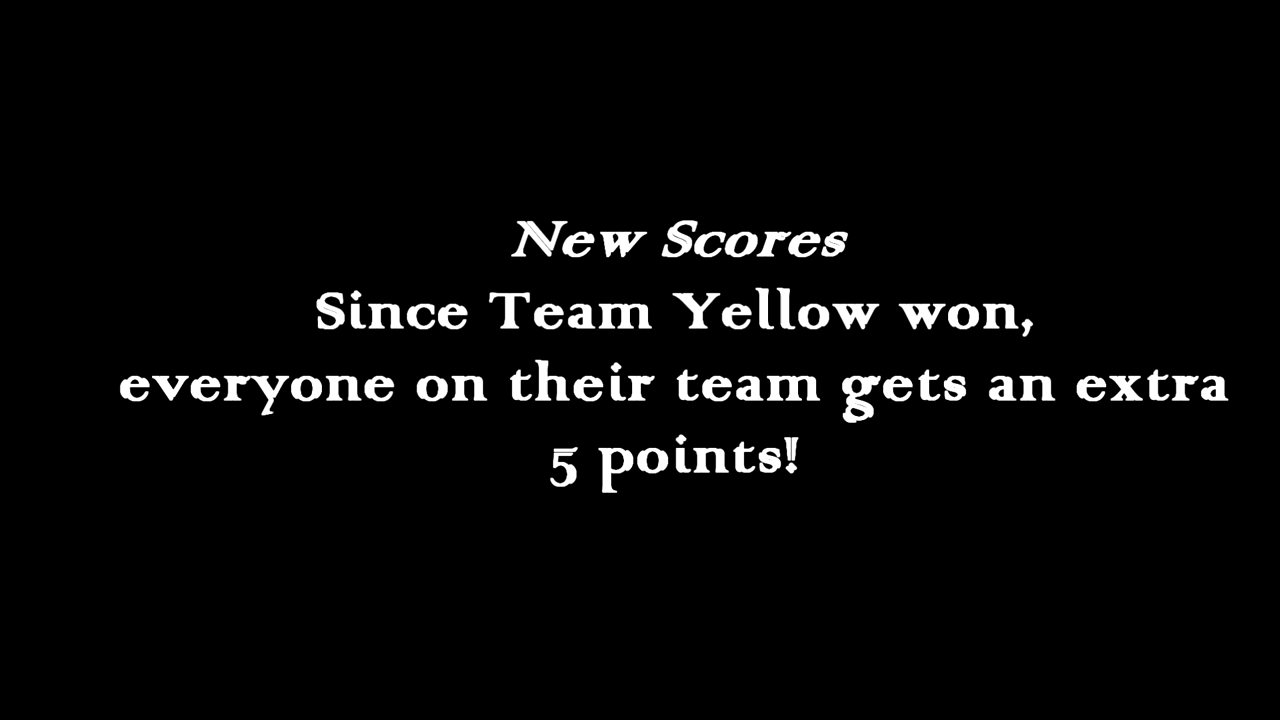 New Scores
Since Team Yellow won,
everyone on their team gets an extra
5 points!